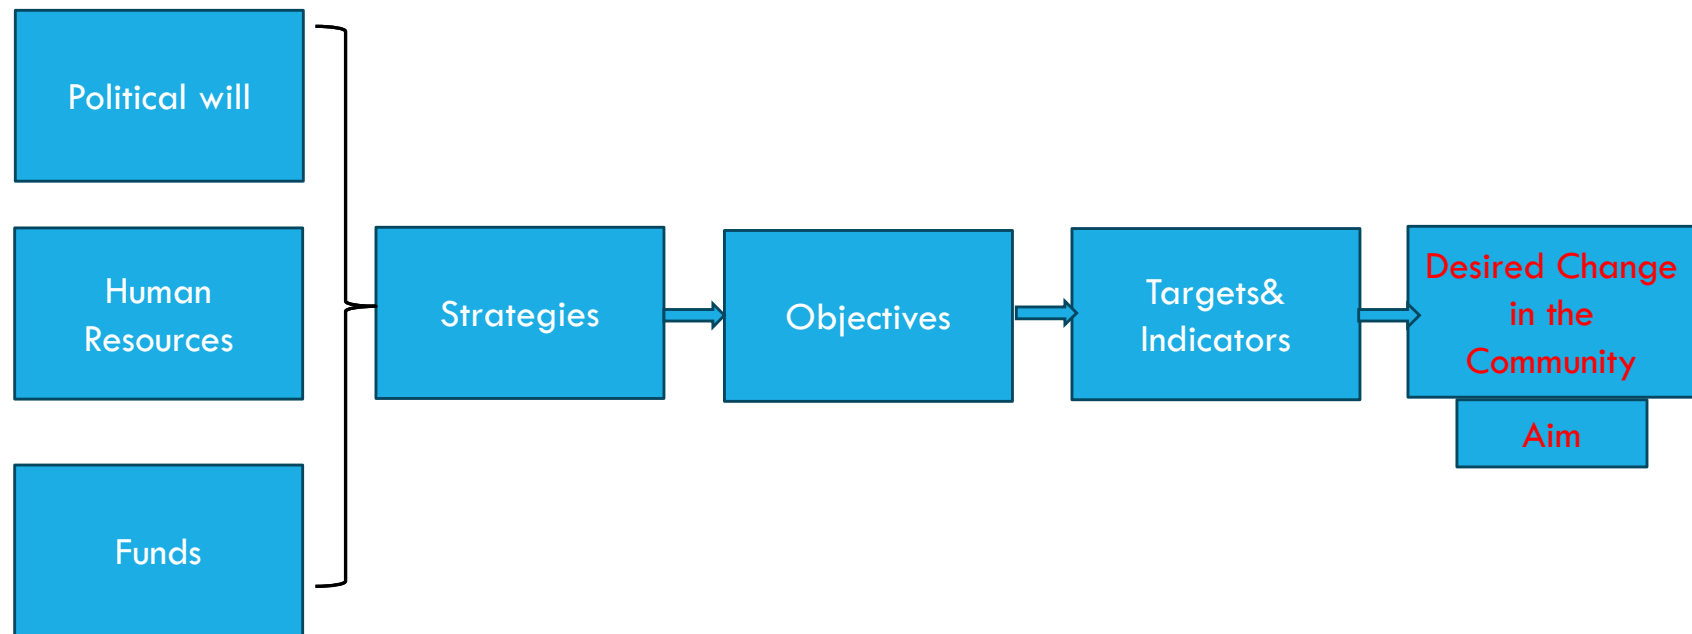 Political will
Human
Resources
Funds
Strategies
Objectives
Targets&
Indicators
Desired Change
in the
Community
Aim